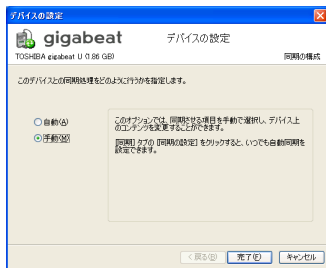 デバイスの設定
gigabeat
デバイスの設定
TOSHIBA gigabeat U (1.86 GB)
同期の構成
このデバイスとの同期処理をどのように行うかを指定します。
自動(A)
手動(M)
このオプションでは、同期させる項目を手動で選択し、デバイス上
のコンテンツを変更することができます。
[同期] タブの [同期の設定] をクリックすると、いつでも自動同期を
設定できます。
< 戻る(B)
完了(F)
キャンセル